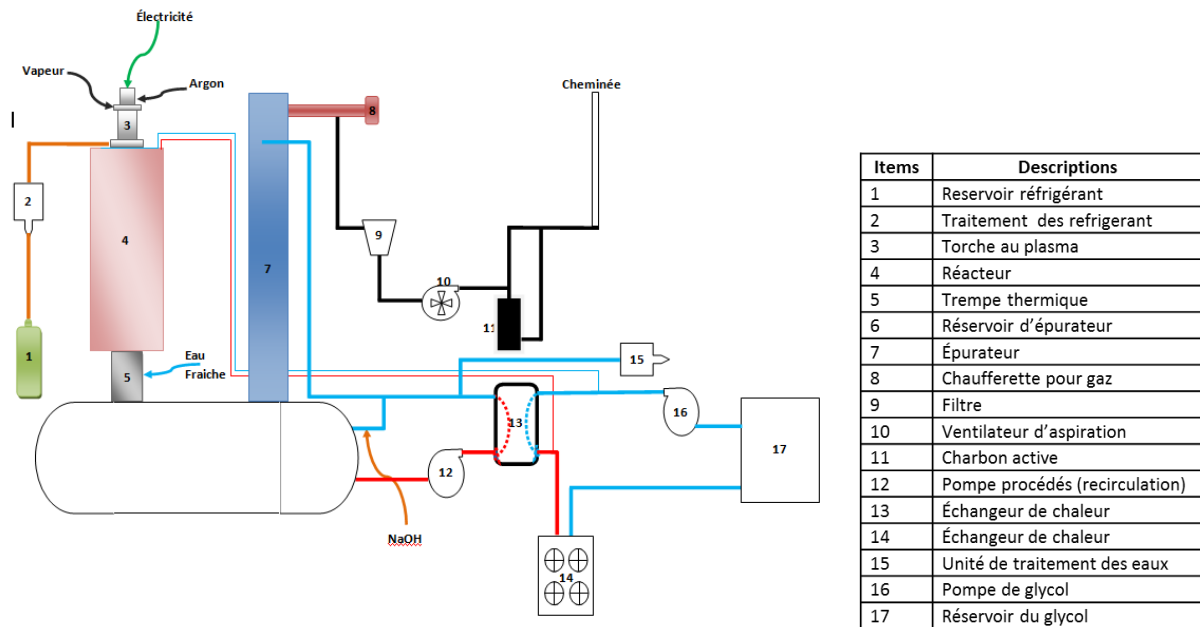 Électricité
Vapeur
Argon
Cheminée
3
8
2
4
9
7
10
11
1
5
Eau
Fraiche
15
16
13
17
12
NaOH
14
Items Descriptions
1 Reservoir réfrigérant
2 Traitement des refrigerant
3 Torche au plasma
4 Réacteur
5 Trempe thermique
6 Réservoir d'épurateur
7 Épurateur
8 Chaufferette pour gaz
9 Filtre
10 Ventilateur d'aspiration
11 Charbon active
12 Pompe procédés (recirculation)
13 Échangeur de chaleur
14 Échangeur de chaleur
15 Unité de traitement des eaux
16 Pompe de glycol
17 Réservoir du glycol